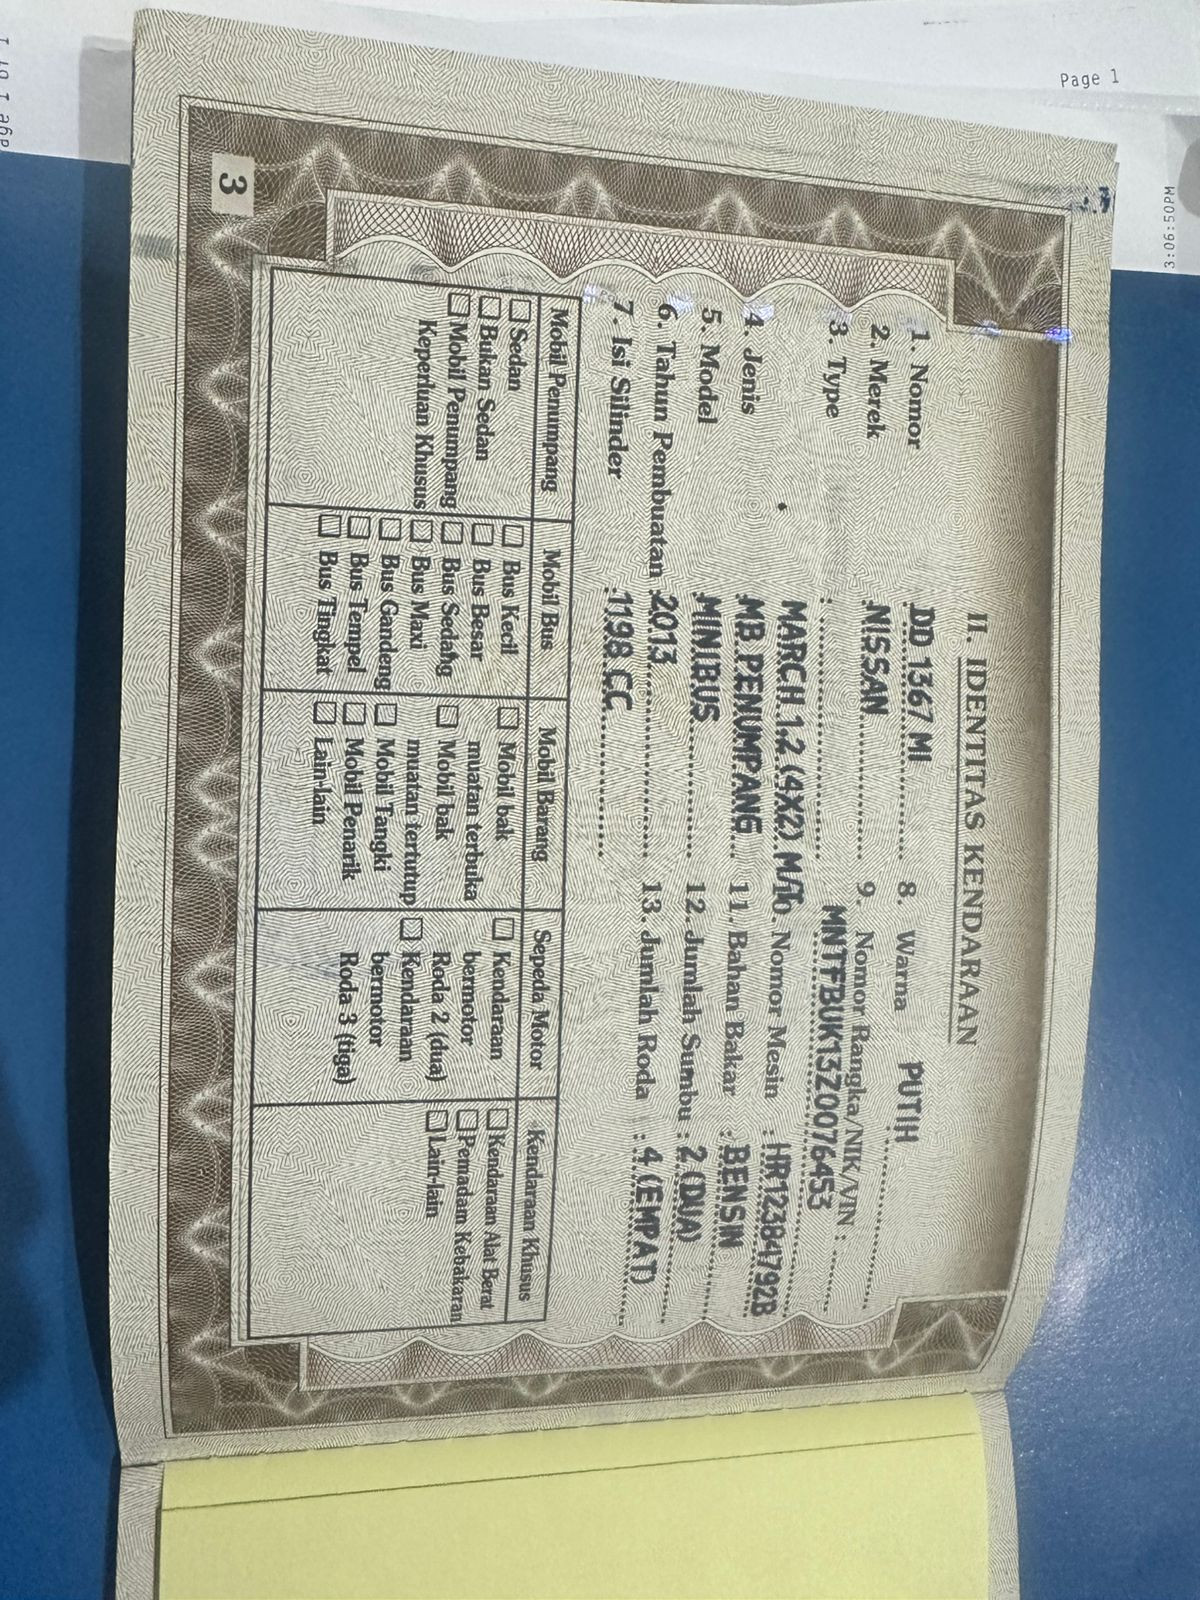 Page 1
3:06:50PM
3
II. IDENTITAS KENDARAAN
1. Nomor : DD 1367 MI
2. Merek : NISSAN
3. Type :
MARCH 1.2 (4X2) M/T
4. Jenis : MB. PENUMPANG
5. Model : MINIBUS
6. Tahun Pembuatan : 2013
7. Isi Silinder : 1198 CC
8. Warna PUTIH
9. Nomor Rangka/NIK/VIN :
MNTFBUK13Z0076453
10. Nomor Mesin : HR12384792B
11. Bahan Bakar : BENSIN
12. Jumlah Sumbu : 2 (DUA)
13. Jumlah Roda : 4 (EMPAT)
Mobil Penumpang
Sedan
Bukan Sedan
Mobil Penumpang
Keperluan Khusus
Mobil Bus
Bus Kecil
Bus Besar
Bus Sedang
Bus Maxi
Bus Gandeng
Bus Tempel
Bus Tingkat
Mobil Barang
Mobil bak
muatan terbuka
Mobil bak
muatan tertutup
Mobil Tangki
Mobil Penarik
Lain-lain
Sepeda Motor
Kendaraan
bermotor
Roda 2 (dua)
Kendaraan
bermotor
Roda 3 (tiga)
Kendaraan Khusus
Kendaraan Alat Berat
Pemadam Kebakaran
Lain-lain